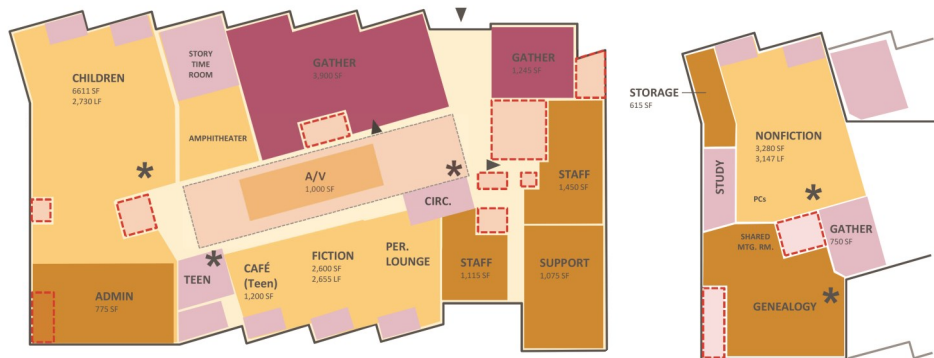 CHILDREN
6611 SF
2,730 LF
STORY
TIME
ROOM
AMPHITHEATER
GATHER
3,900 SF
GATHER
1,245 SF
A/V
1,000 SF
CIRC.
STAFF
1,450 SF
TEEN
CAFÉ
(Teen)
1,200 SF
FICTION
2,600 SF
2,655 LF
PER.
LOUNGE
STAFF
1,115 SF
SUPPORT
1,075 SF
ADMIN
775 SF
STORAGE
615 SF
NONFICTION
3,280 SF
3,147 LF
STUDY
PCs
SHARED
MTG. RM.
GATHER
750 SF
GENEALOGY